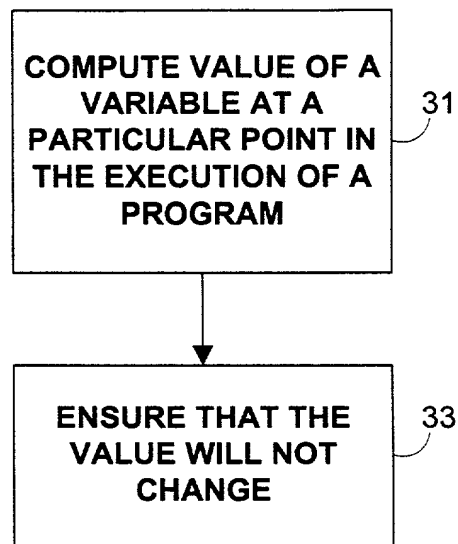 COMPUTE VALUE OF A
VARIABLE AT A
PARTICULAR POINT IN
THE EXECUTION OF A
PROGRAM
31
ENSURE THAT THE
VALUE WILL NOT
CHANGE
33